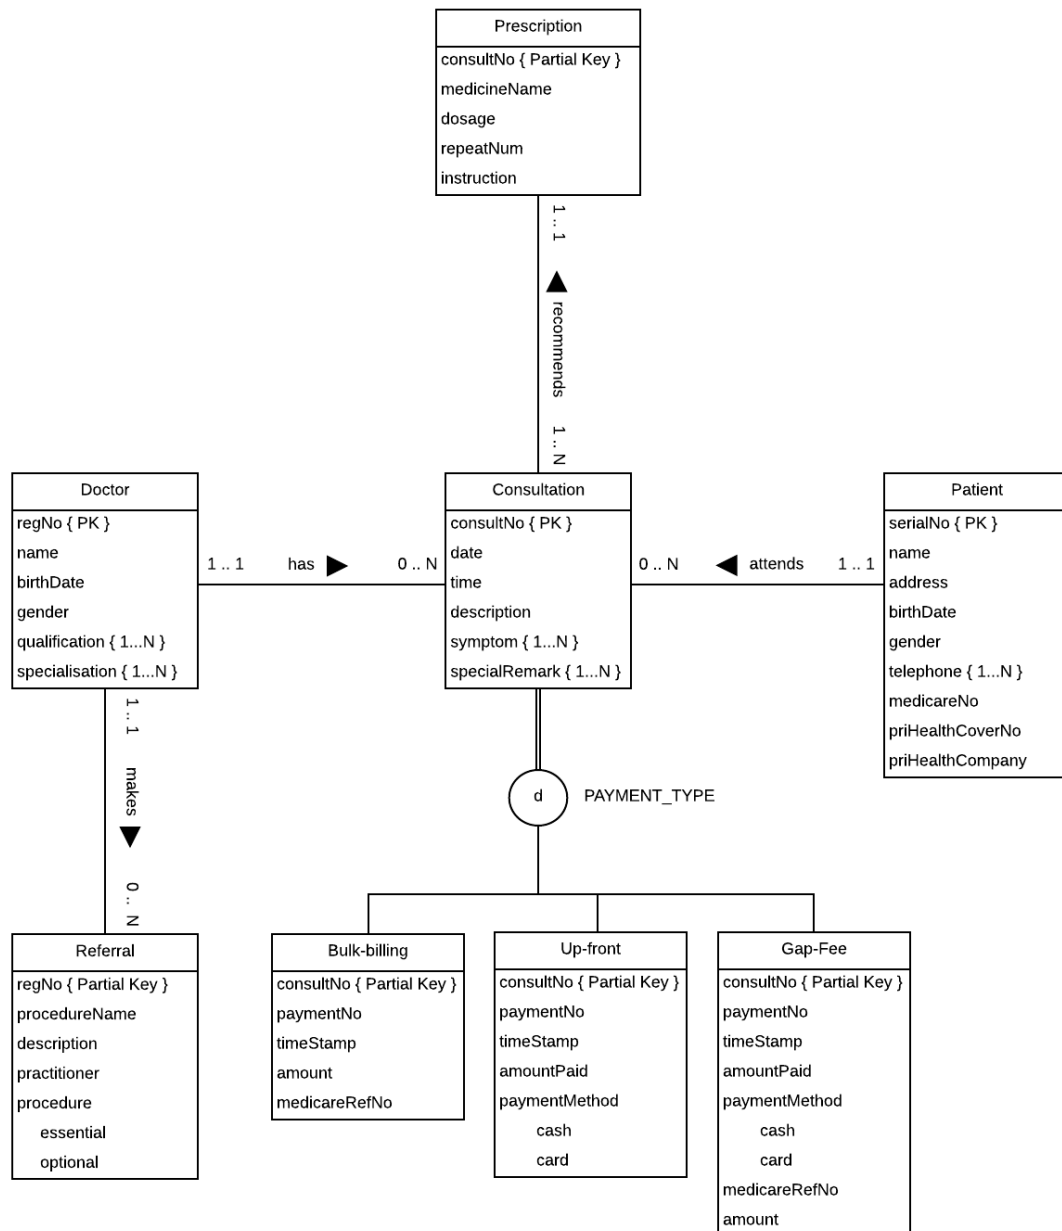 Prescription
consultNo { Partial Key }
medicineName
dosage
repeatNum
instruction
1 .. 1
recommends
1 .. N
Doctor
regNo { PK }
name
birthDate
gender
qualification { 1...N }
specialisation { 1...N }
1 .. 1 has 0 .. N
Consultation
consultNo { PK }
date
time
description
symptom { 1...N }
specialRemark { 1...N }
0 .. N attends 1 .. 1
Patient
serialNo { PK }
name
address
birthDate
gender
telephone { 1...N }
medicareNo
priHealthCoverNo
priHealthCompany
1 .. 1
makes
0 .. N
d PAYMENT_TYPE
Referral
regNo { Partial Key }
procedureName
description
practitioner
procedure
essential
optional
Bulk-billing
consultNo { Partial Key }
paymentNo
timeStamp
amount
medicareRefNo
Up-front
consultNo { Partial Key }
paymentNo
timeStamp
amountPaid
paymentMethod
cash
card
Gap-Fee
consultNo { Partial Key }
paymentNo
timeStamp
amountPaid
paymentMethod
cash
card
medicareRefNo
amount